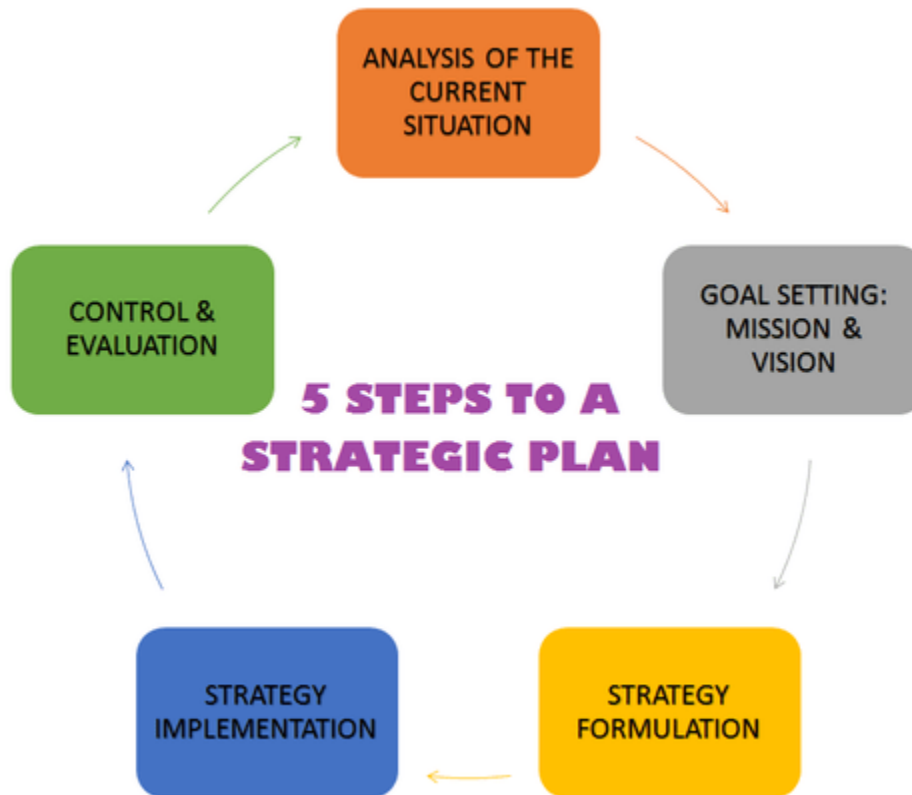 ANALYSIS OF THE
CURRENT
SITUATION
GOAL SETTING:
MISSION &
VISION
STRATEGY
FORMULATION
STRATEGY
IMPLEMENTATION
CONTROL &
EVALUATION
5 STEPS TO A
STRATEGIC PLAN